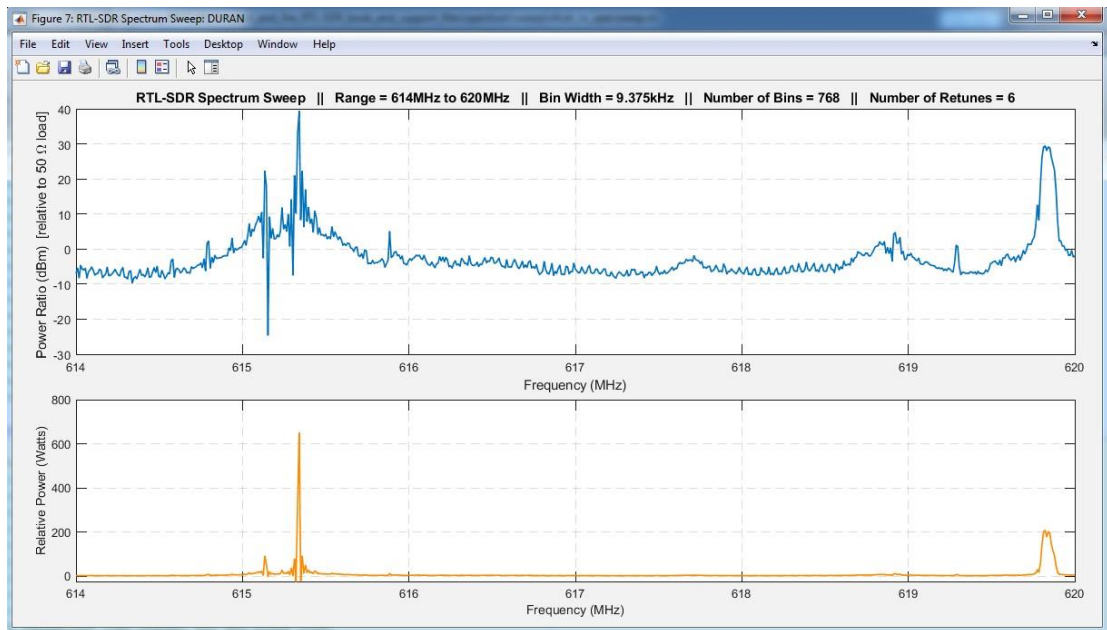 Figure 7: RTL-SDR Spectrum Sweep: DURAN
File Edit View Insert Tools Desktop Window Help
RTL-SDR Spectrum Sweep || Range = 614MHz to 620MHz || Bin Width = 9.375kHz || Number of Bins = 768 || Number of Retunes = 6
Power Ratio (dBm) [relative to 50 Ω load]
40
30
20
10
0
-10
-20
-30
614 615 616 617 618 619 620
Frequency (MHz)
Relative Power (Watts)
800
600
400
200
0
614 615 616 617 618 619 620
Frequency (MHz)